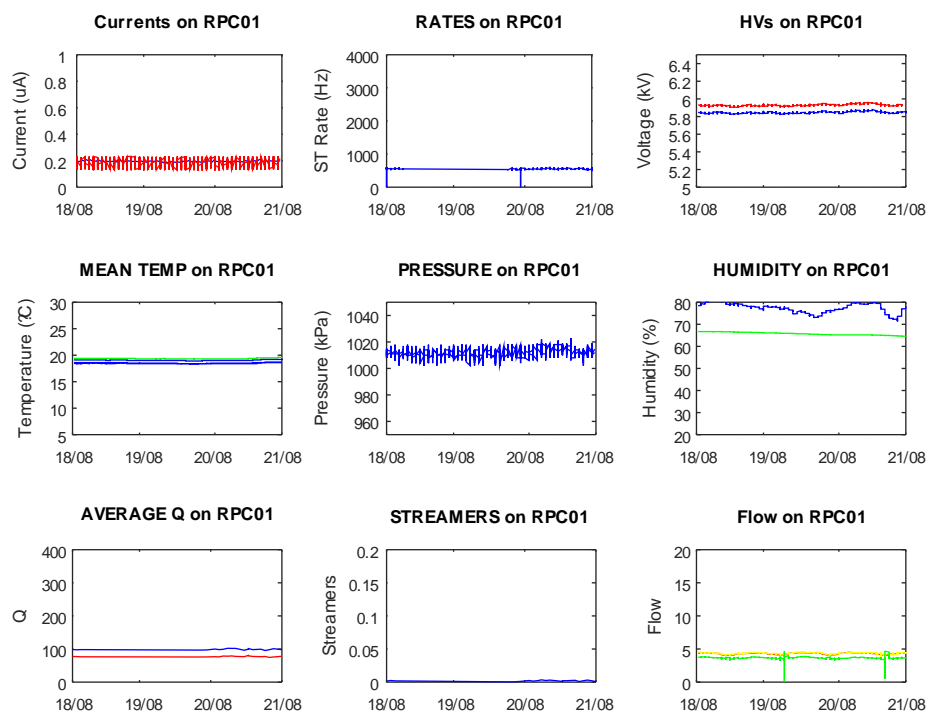 Currents on RPC01
RATES on RPC01
HVs on RPC01
Current (uA)
1
0.8
0.6
0.4
0.2
0
18/08 19/08 20/08 21/08
ST Rate (Hz)
4000
3000
2000
1000
0
18/08 19/08 20/08 21/08
Voltage (kV)
6.4
6.2
6
5.8
5.6
5.4
5.2
5
18/08 19/08 20/08 21/08
MEAN TEMP on RPC01
PRESSURE on RPC01
HUMIDITY on RPC01
Temperature (?C)
30
25
20
15
10
5
18/08 19/08 20/08 21/08
Pressure (kPa)
1040
1020
1000
980
960
18/08 19/08 20/08 21/08
Humidity (%)
80
70
60
50
40
30
20
18/08 19/08 20/08 21/08
AVERAGE Q on RPC01
STREAMERS on RPC01
Flow on RPC01
Q
400
300
200
100
0
18/08 19/08 20/08 21/08
Streamers
0.2
0.15
0.1
0.05
0
18/08 19/08 20/08 21/08
Flow
20
15
10
5
0
18/08 19/08 20/08 21/08